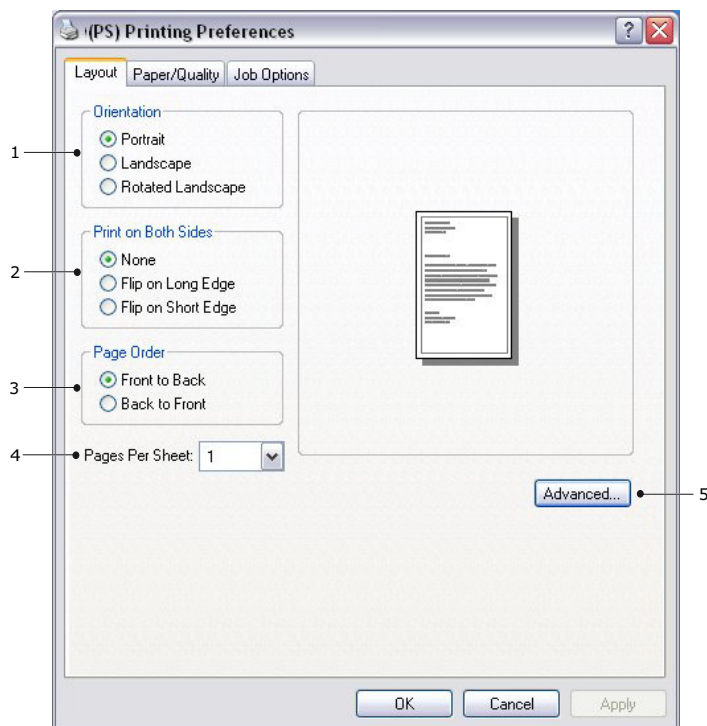 (PS) Printing Preferences
Layout Paper/Quality Job Options
Orientation
1
Portrait
Landscape
Rotated Landscape
Print on Both Sides
2
None
Flip on Long Edge
Flip on Short Edge
Page Order
3
Front to Back
Back to Front
4 Pages Per Sheet: 1
Advanced... 5
OK Cancel Apply